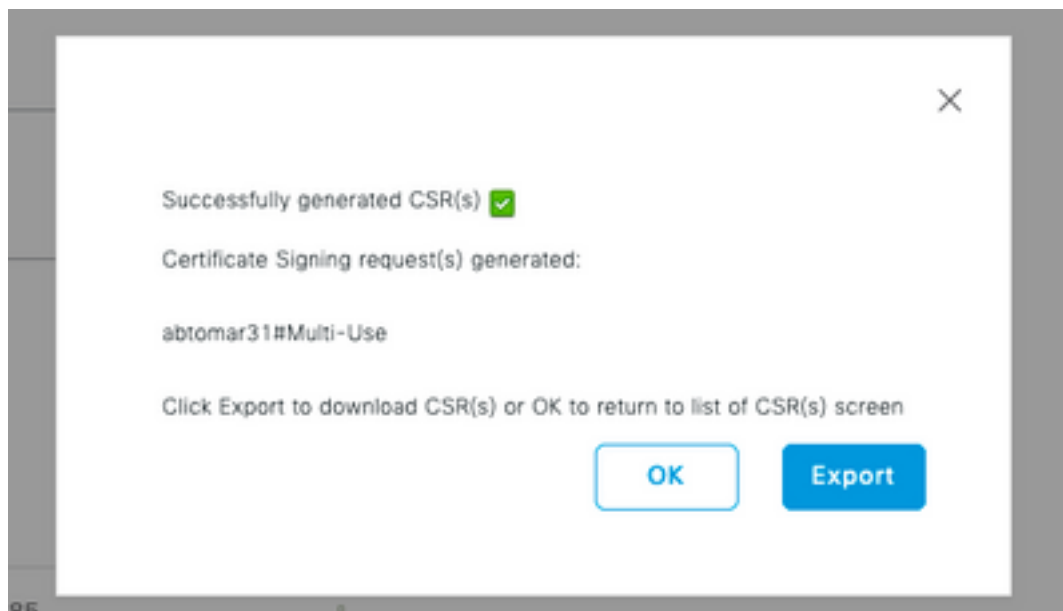 Successfully generated CSR(s)
Certificate Signing request(s) generated:
abtomar31#Multi-Use
Click Export to download CSR(s) or OK to return to list of CSR(s) screen
OK Export